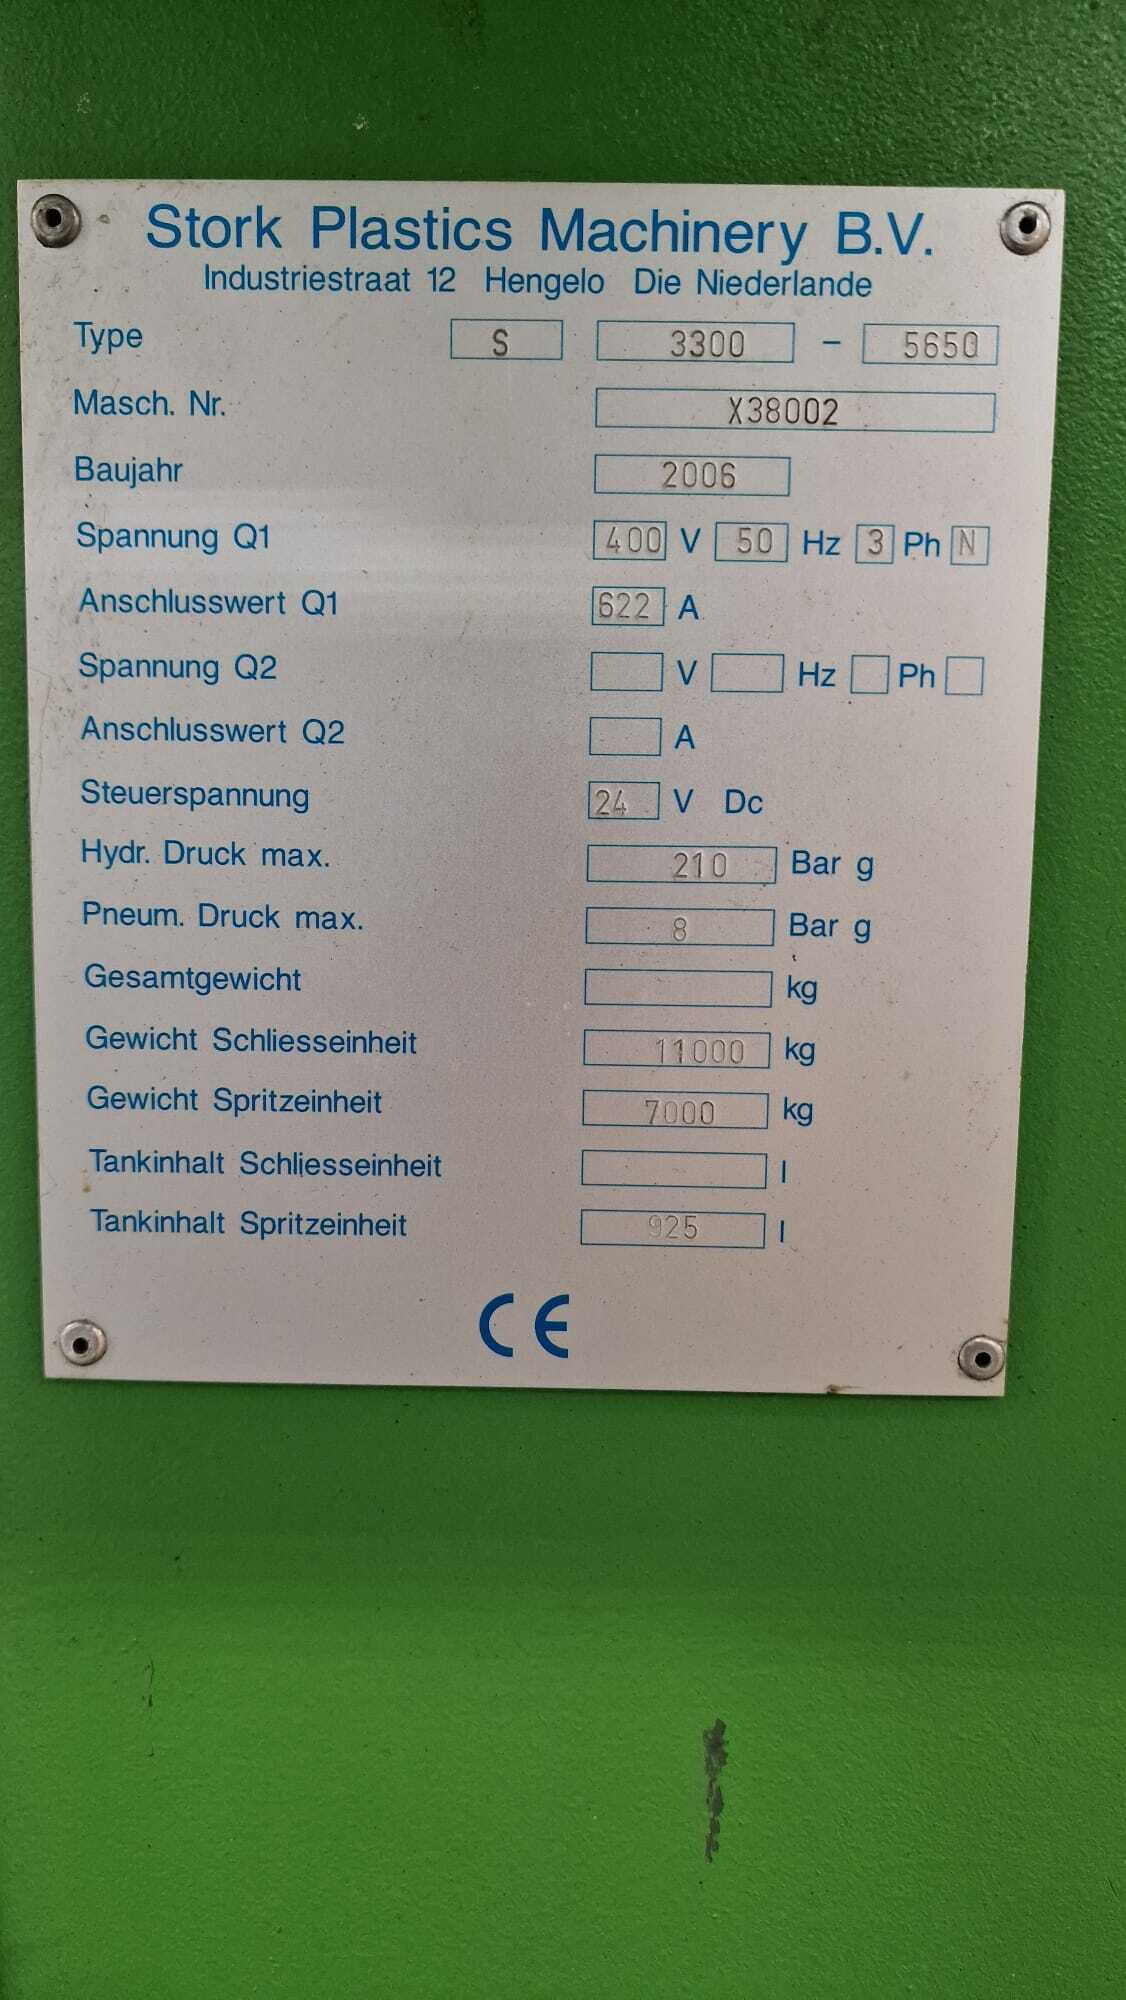 Stork Plastics Machinery B.V.
Industriestraat 12 Hengelo Die Niederlande
Type S 3300 - 5650
Masch. Nr. X38002
Baujahr 2006
Spannung Q1 400 V 50 Hz 3 Ph N
Anschlusswert Q1 622 A
Spannung Q2 V Hz Ph
Anschlusswert Q2 A
Steuerspannung 24 V Dc
Hydr. Druck max. 210 Bar g
Pneum. Druck max. 8 Bar g
Gesamtgewicht kg
Gewicht Schliesseinheit 11000 kg
Gewicht Spritzeinheit 7000 kg
Tankinhalt Schliesseinheit l
Tankinhalt Spritzeinheit 925 l
CE